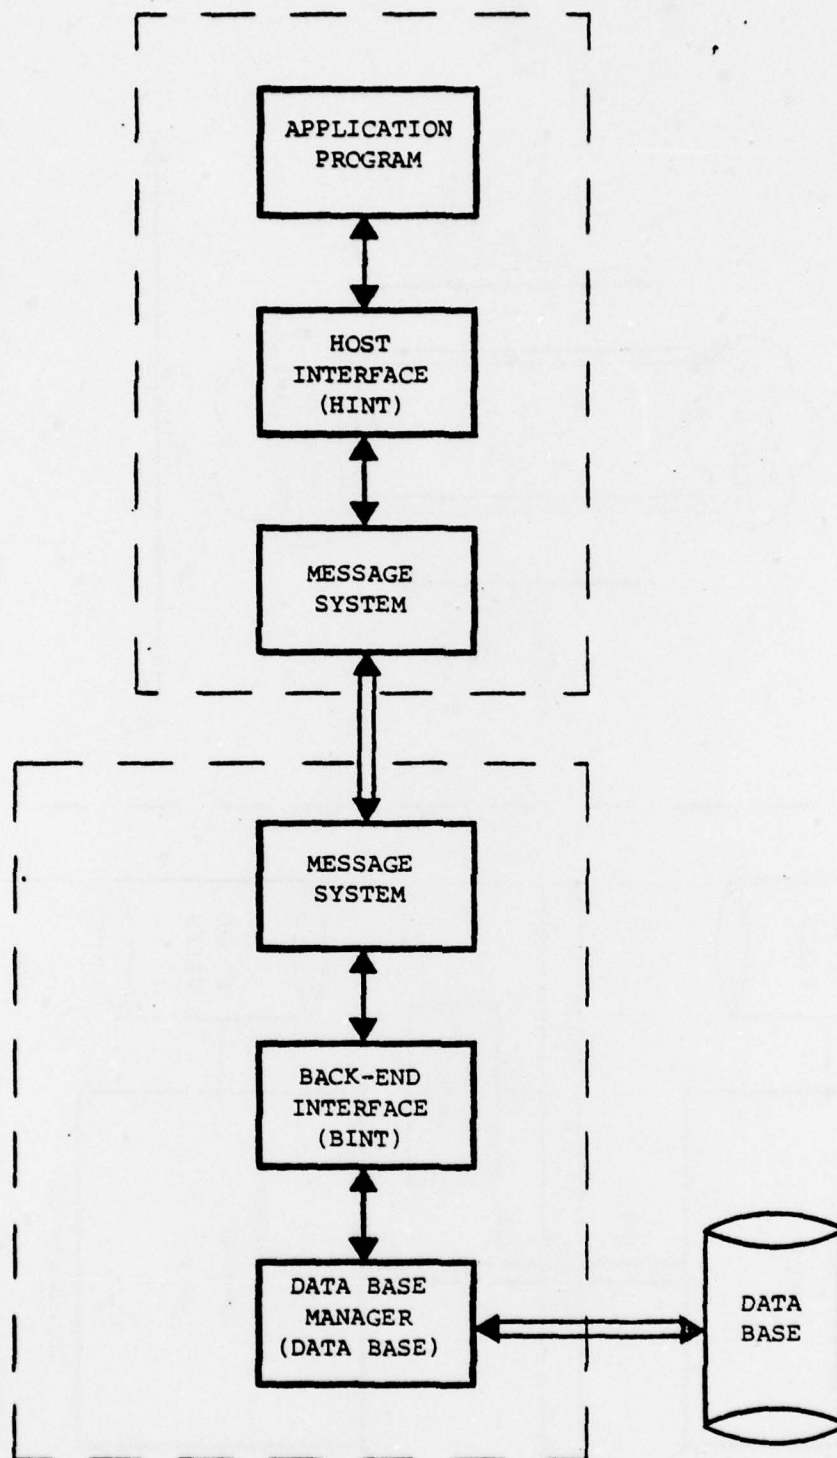 APPLICATION
PROGRAM
HOST
INTERFACE
(HINT)
MESSAGE
SYSTEM
MESSAGE
SYSTEM
BACK-END
INTERFACE
(BINT)
DATA BASE
MANAGER
(DATA BASE)
DATA
BASE